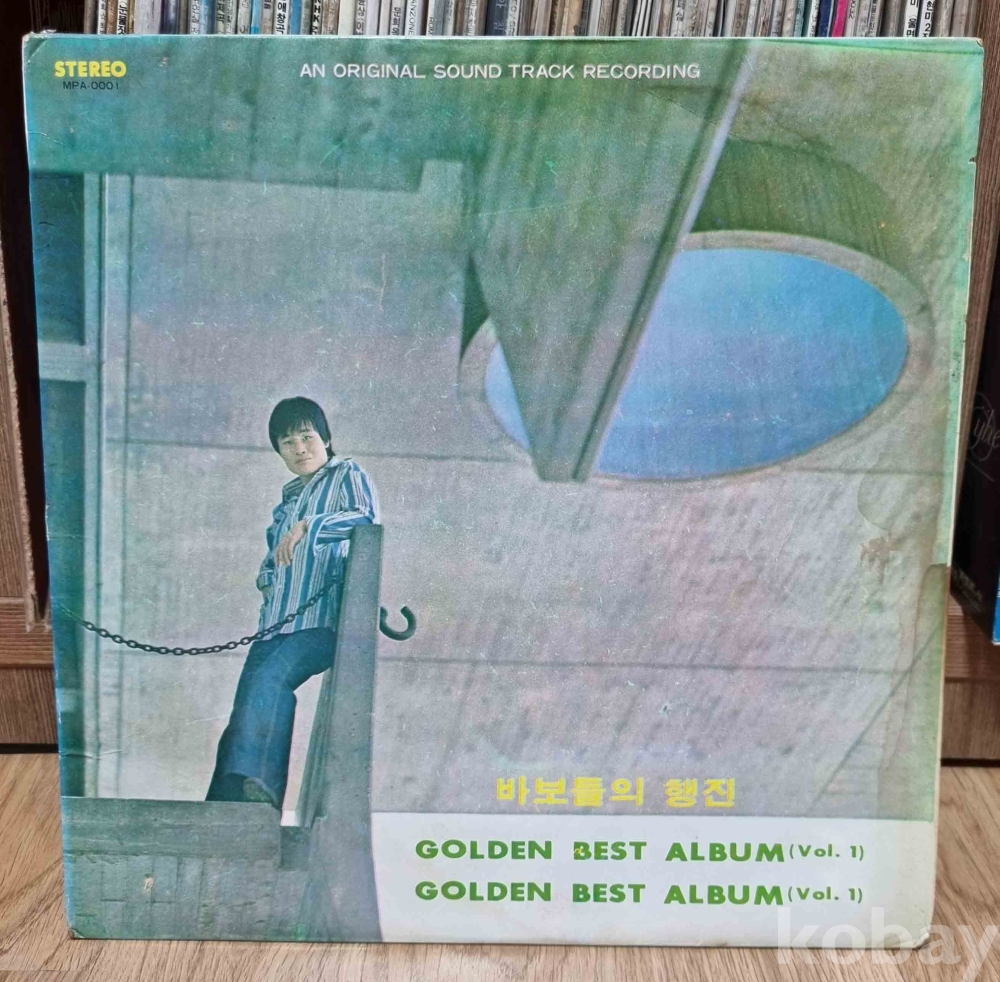 STEREO
MPA-0001
AN ORIGINAL SOUND TRACK RECORDING
바보들의 행진
GOLDEN BEST ALBUM (Vol. 1)
GOLDEN BEST ALBUM (Vol. 1)
kobay